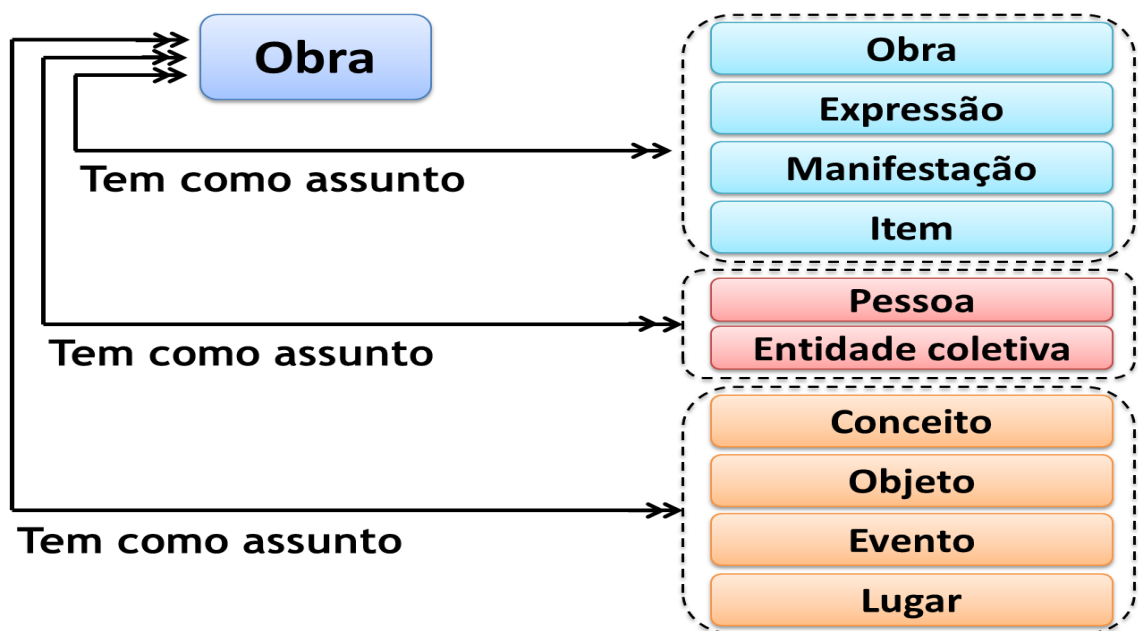 Obra
Obra
Expressão
Manifestação
Item
Tem como assunto
Pessoa
Entidade coletiva
Tem como assunto
Conceito
Objeto
Evento
Lugar
Tem como assunto